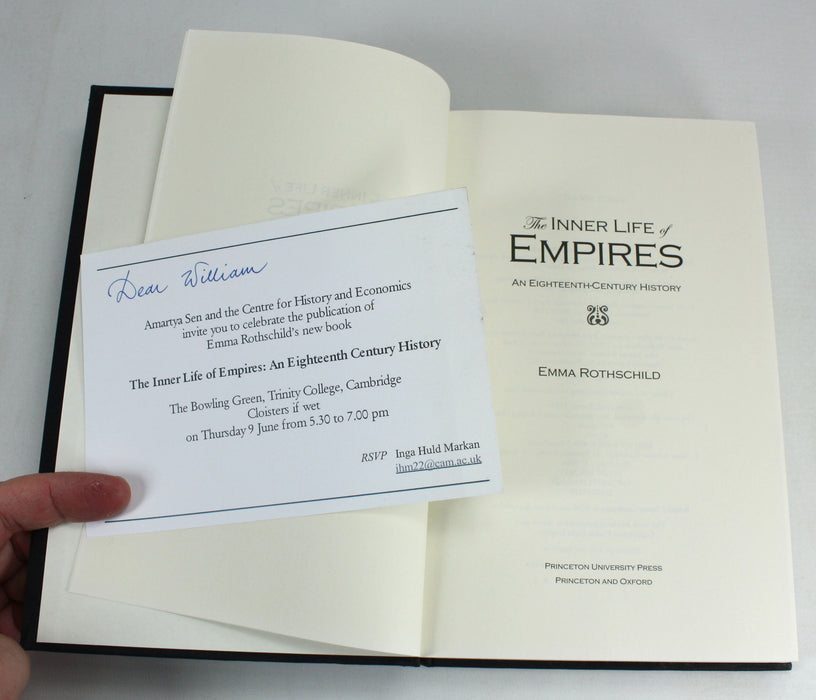 Dear William
Amartya Sen and the Centre for History and Economics
invite you to celebrate the publication of
Emma Rothschild's new book
The Inner Life of Empires: An Eighteenth Century History
The Bowling Green, Trinity College, Cambridge
Cloisters if wet
on Thursday 9 June from 5.30 to 7.00 pm
RSVP Inga Huld Markan
ihm22@cam.ac.uk
The INNER LIFE of
EMPIRES
AN EIGHTEENTH-CENTURY HISTORY
EMMA ROTHSCHILD
PRINCETON UNIVERSITY PRESS
PRINCETON AND OXFORD